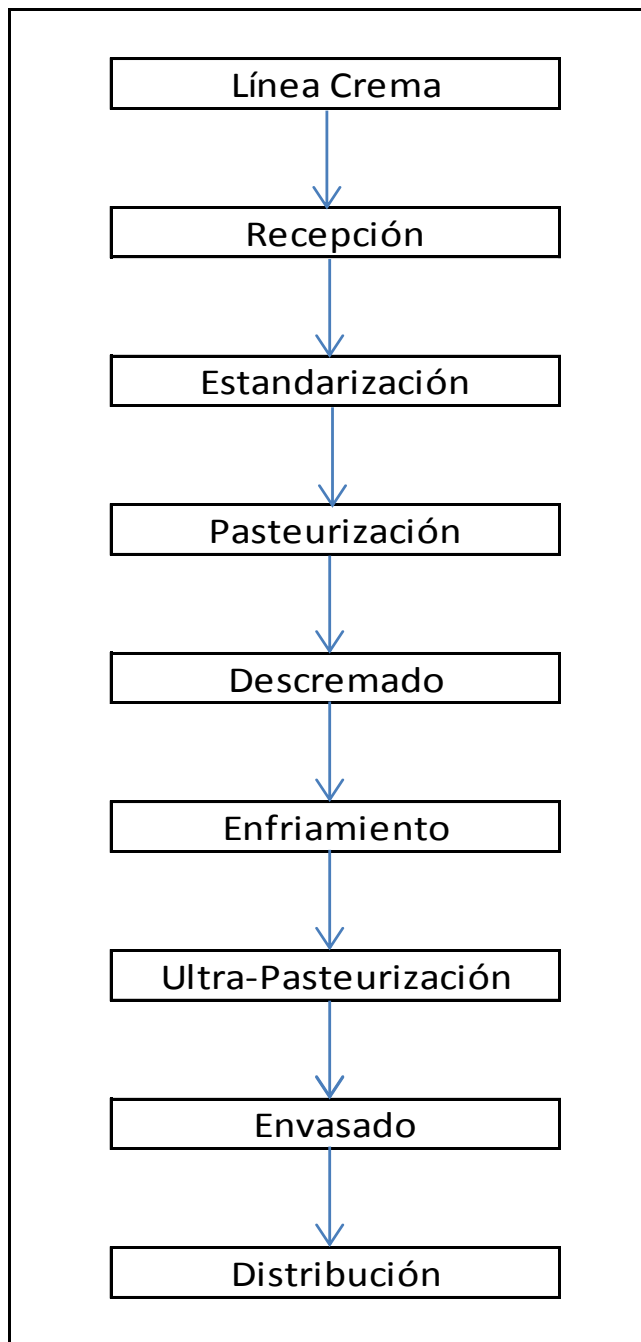 Línea Crema
Recepción
Estandarización
Pasteurización
Descremado
Enfriamiento
Ultra-Pasteurización
Envasado
Distribución